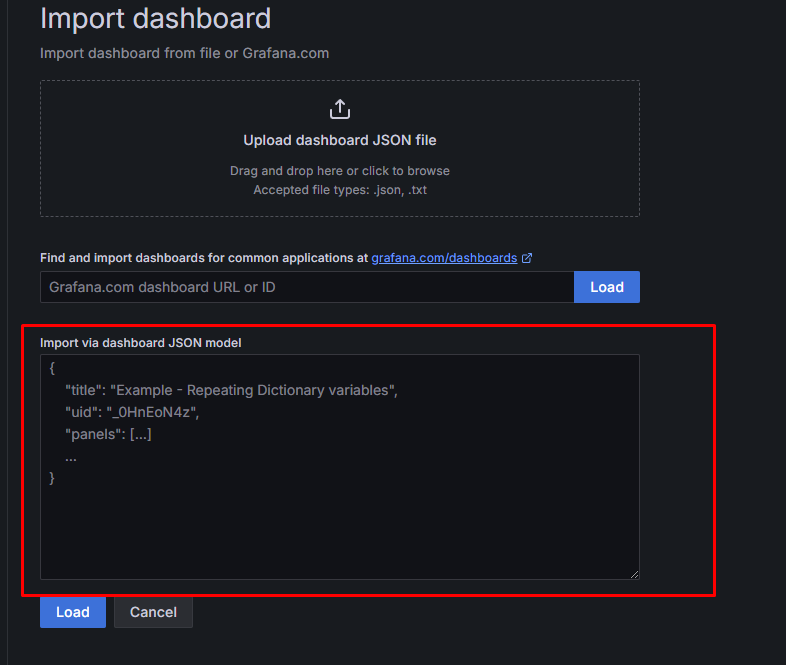 Import dashboard
Import dashboard from file or Grafana.com
Upload dashboard JSON file
Drag and drop here or click to browse
Accepted file types: .json, .txt
Find and import dashboards for common applications at grafana.com/dashboards
Grafana.com dashboard URL or ID
Load
Import via dashboard JSON model
{
"title": "Example - Repeating Dictionary variables",
"uid": "_0HnEoN4z",
"panels": [...]
...
}
Load
Cancel